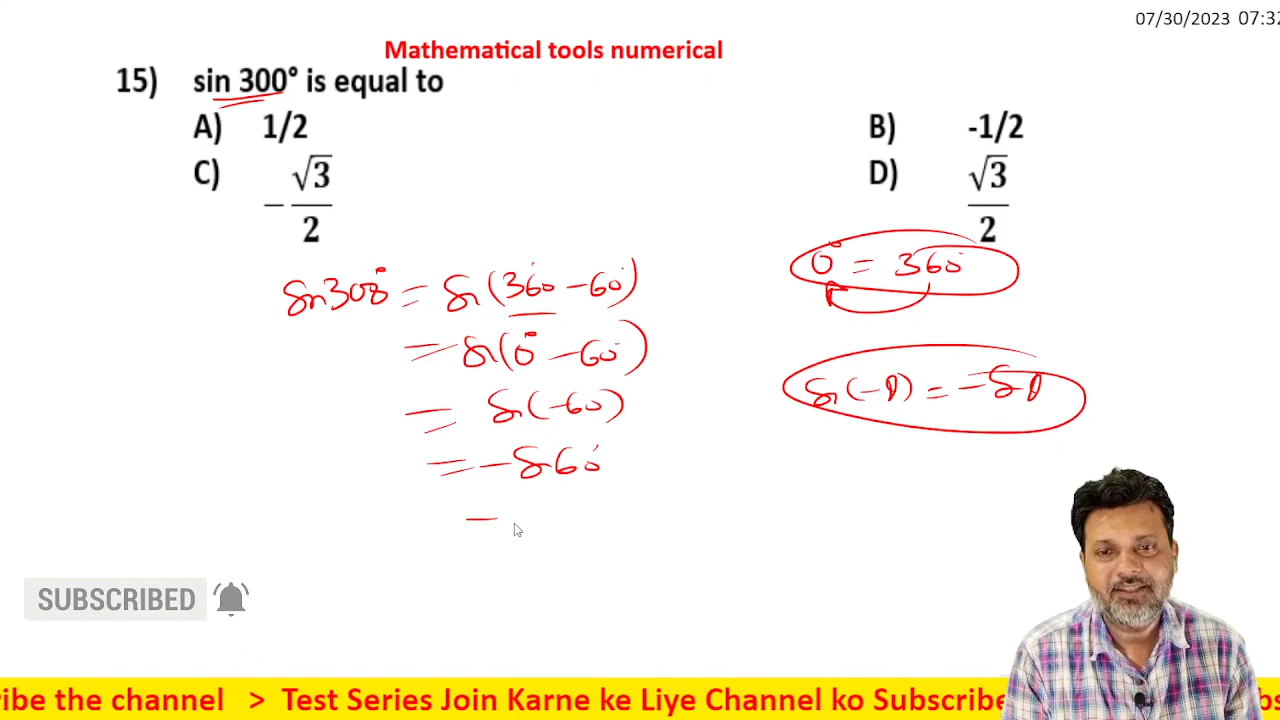 07/30/2023 07:32
Mathematical tools numerical
15) sin 300° is equal to
A) 1/2
B) -1/2
C) −√3/2
D) √3/2
0° = 360°
sin300° = sin(360° −60°)
= sin(0° −60°)
sin(−θ) = −sinθ
= sin(−60°)
= −sin60°
−
SUBSCRIBED
ribe the channel > Test Series Join Karne ke Liye Channel ko Subscribe